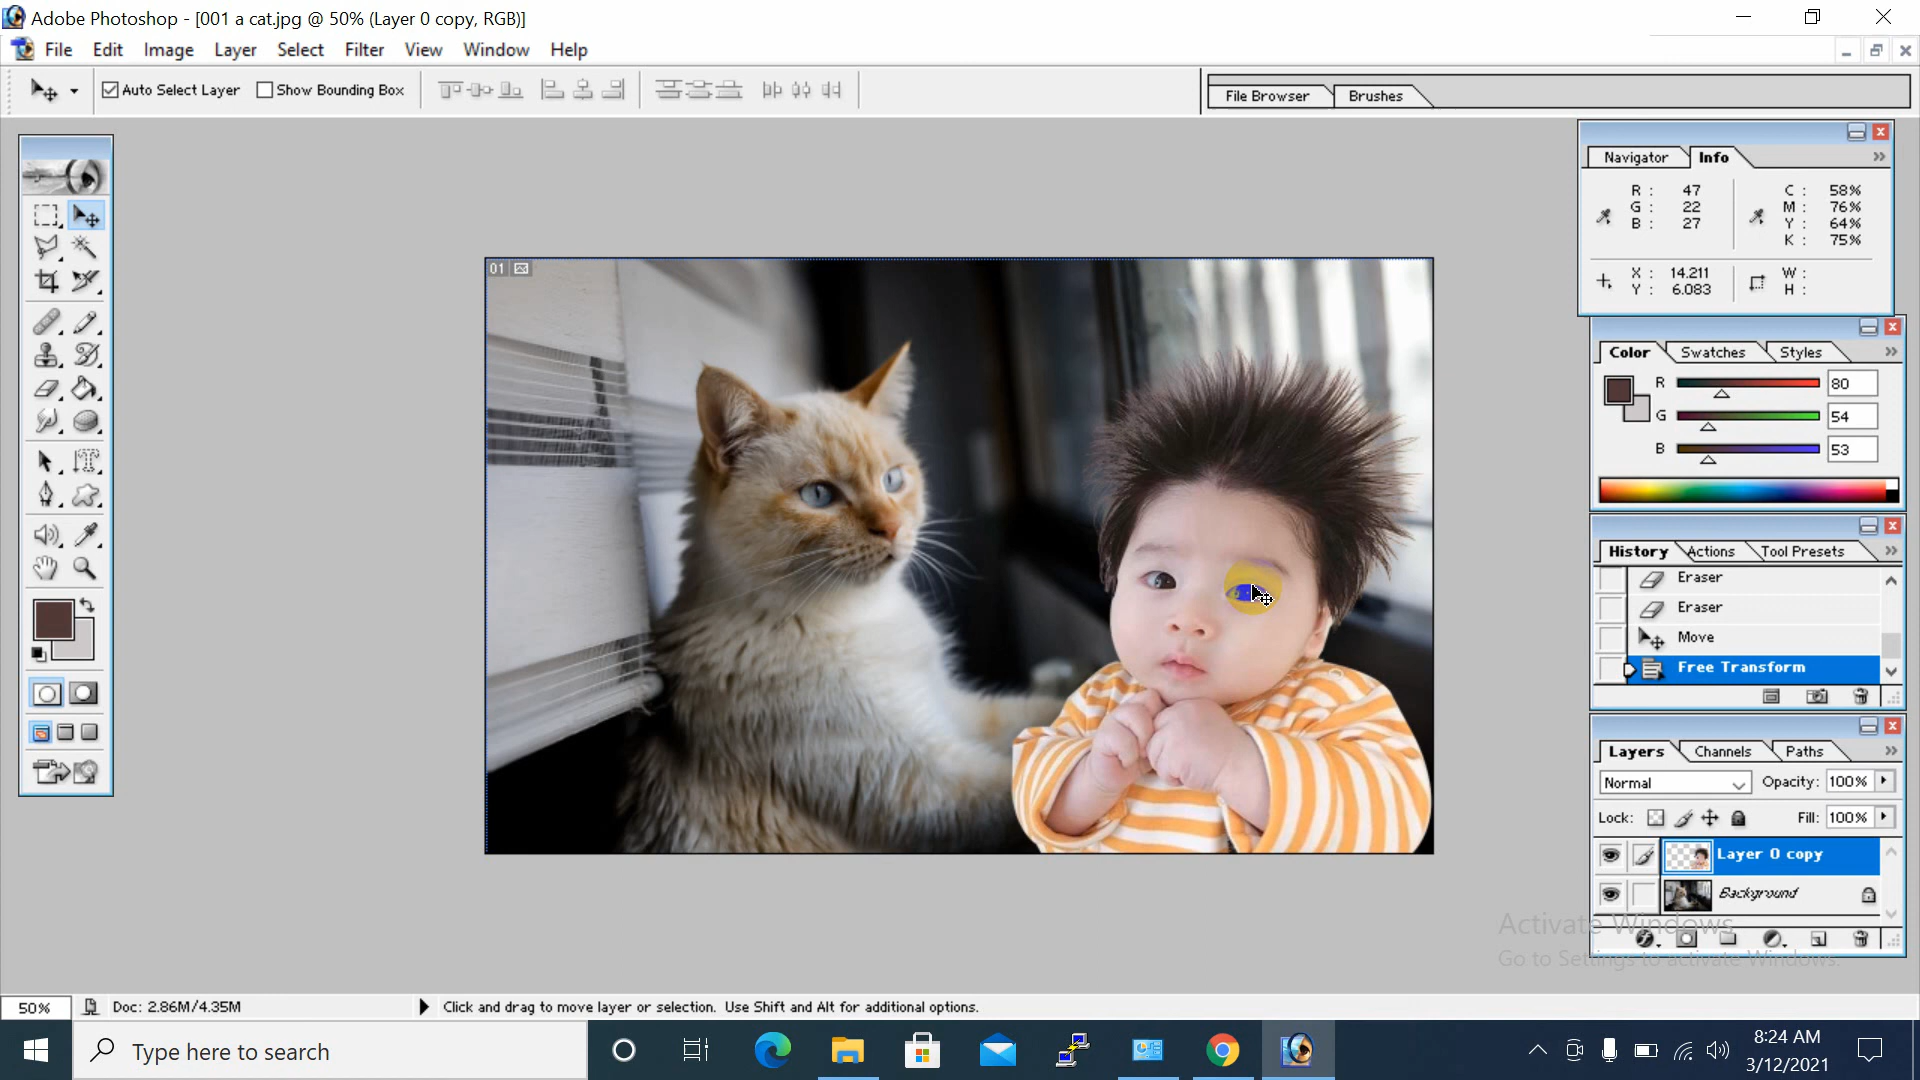 Adobe Photoshop - [001 a cat.jpg @ 50% (Layer 0 copy, RGB)]
File Edit Image Layer Select Filter View Window Help
Auto Select Layer Show Bounding Box
File Browser Brushes
Navigator Info
R : 47 C : 58%
G : 22 M : 76%
B : 27 Y : 64%
K : 75%
X : 14.211 W :
Y : 6.083 H :
Color Swatches Styles
R 80
G 54
B 53
History Actions Tool Presets
Eraser
Eraser
Move
Free Transform
Layers Channels Paths
Normal Opacity: 100%
Lock: Fill: 100%
Layer 0 copy
Background
Activate Windows
Go to Settings to activate Windows.
01
50% Doc: 2.86M/4.35M Click and drag to move layer or selection. Use Shift and Alt for additional options.
Type here to search
8:24 AM
3/12/2021